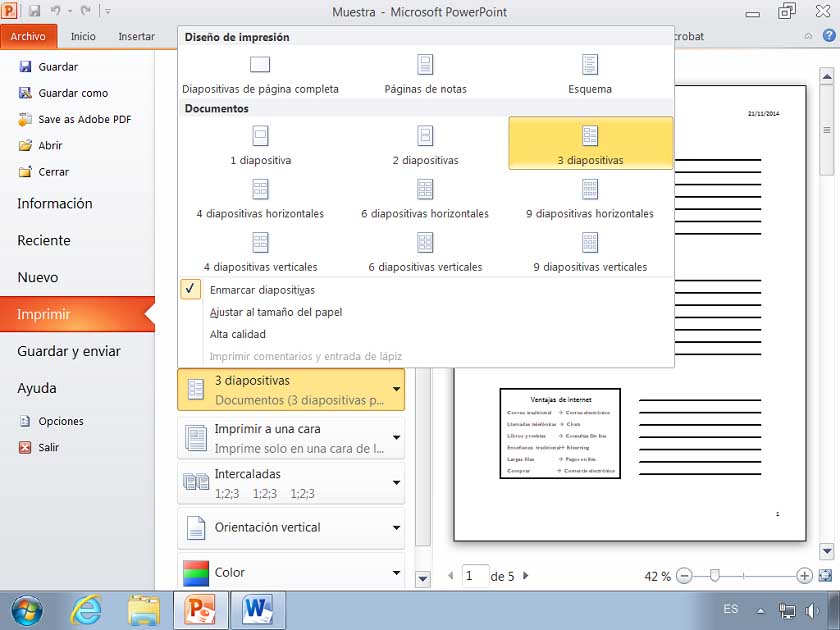 Muestra - Microsoft PowerPoint
Archivo
Inicio
Insertar
crobat
Guardar
Guardar como
Save as Adobe PDF
Abrir
Cerrar
Información
Reciente
Nuevo
Imprimir
Guardar y enviar
Ayuda
Opciones
Salir
Diseño de impresión
Diapositivas de página completa
Páginas de notas
Esquema
Documentos
1 diapositiva
2 diapositivas
3 diapositivas
4 diapositivas horizontales
6 diapositivas horizontales
9 diapositivas horizontales
4 diapositivas verticales
6 diapositivas verticales
9 diapositivas verticales
Enmarcar diapositivas
Ajustar al tamaño del papel
Alta calidad
Imprimir comentarios y entrada de lápiz
3 diapositivas
Documentos (3 diapositivas p...
Imprimir a una cara
Imprime solo en una cara de l...
Intercaladas
1;2;3 1;2;3 1;2;3
Orientación vertical
Color
21/11/2014
Ventajas de Internet
Correo tradicional → Correo electrónico
Llamadas telefónicas → Chats
Libros y revistas → Consultas On line
Enseñanza tradicional → Elearning
Largas filas → Pagos on line
Comprar → Comercio electrónico
1
1 de 5
42 %
ES